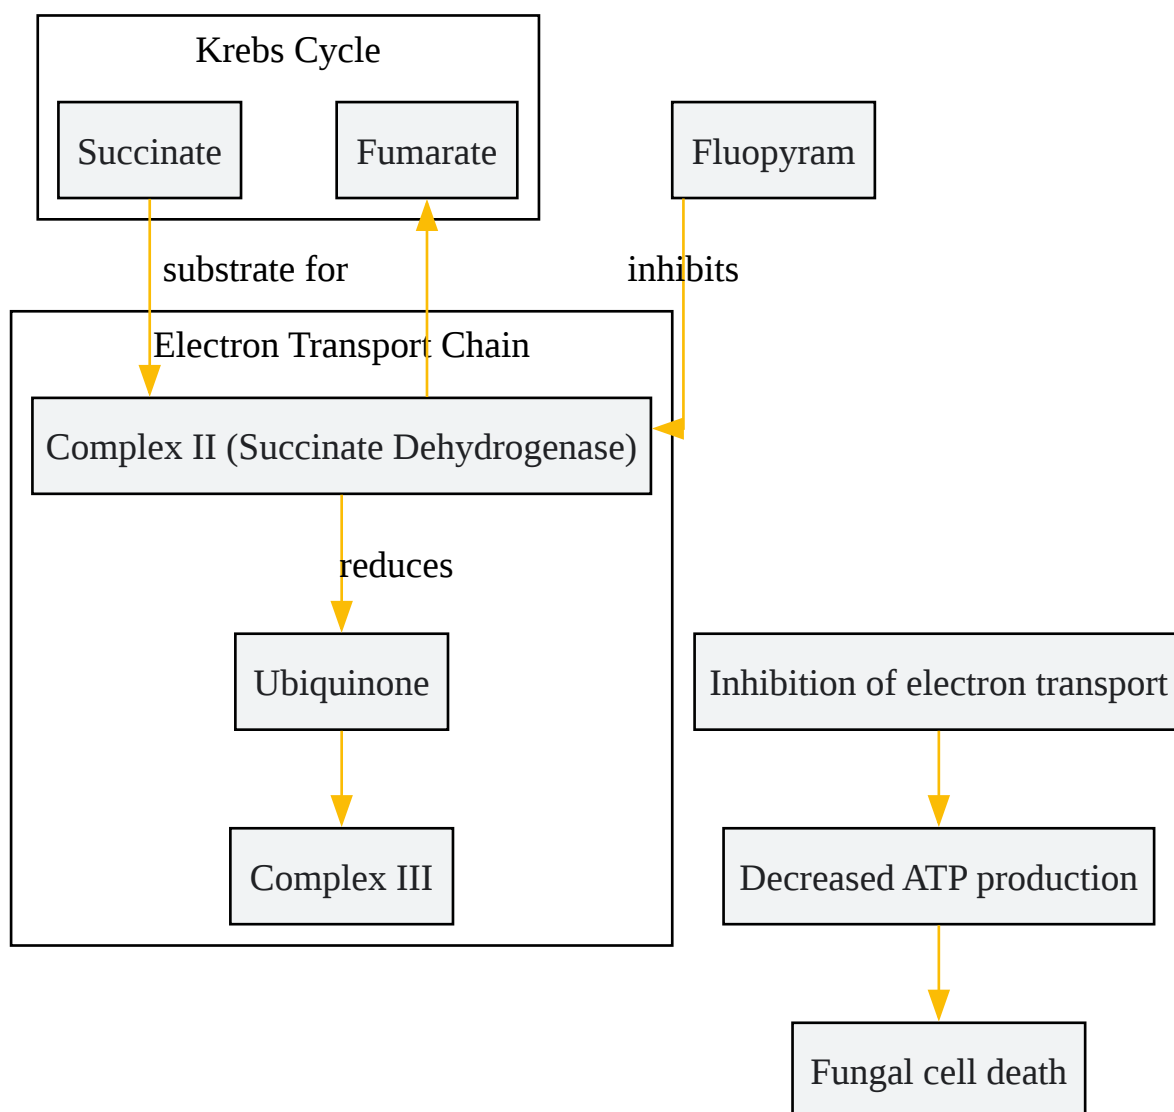 Krebs Cycle
Succinate
Fumarate
Fluopyram
substrate for
inhibits
Electron Transport Chain
Complex II (Succinate Dehydrogenase)
reduces
Ubiquinone
Inhibition of electron transport
Complex III
Decreased ATP production
Fungal cell death